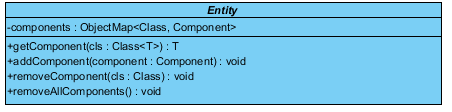 Entity
-components : ObjectMap<Class, Component>
+getComponent(cls : Class<T>) : T
+addComponent(component : Component) : void
+removeComponent(cls : Class) : void
+removeAllComponents() : void